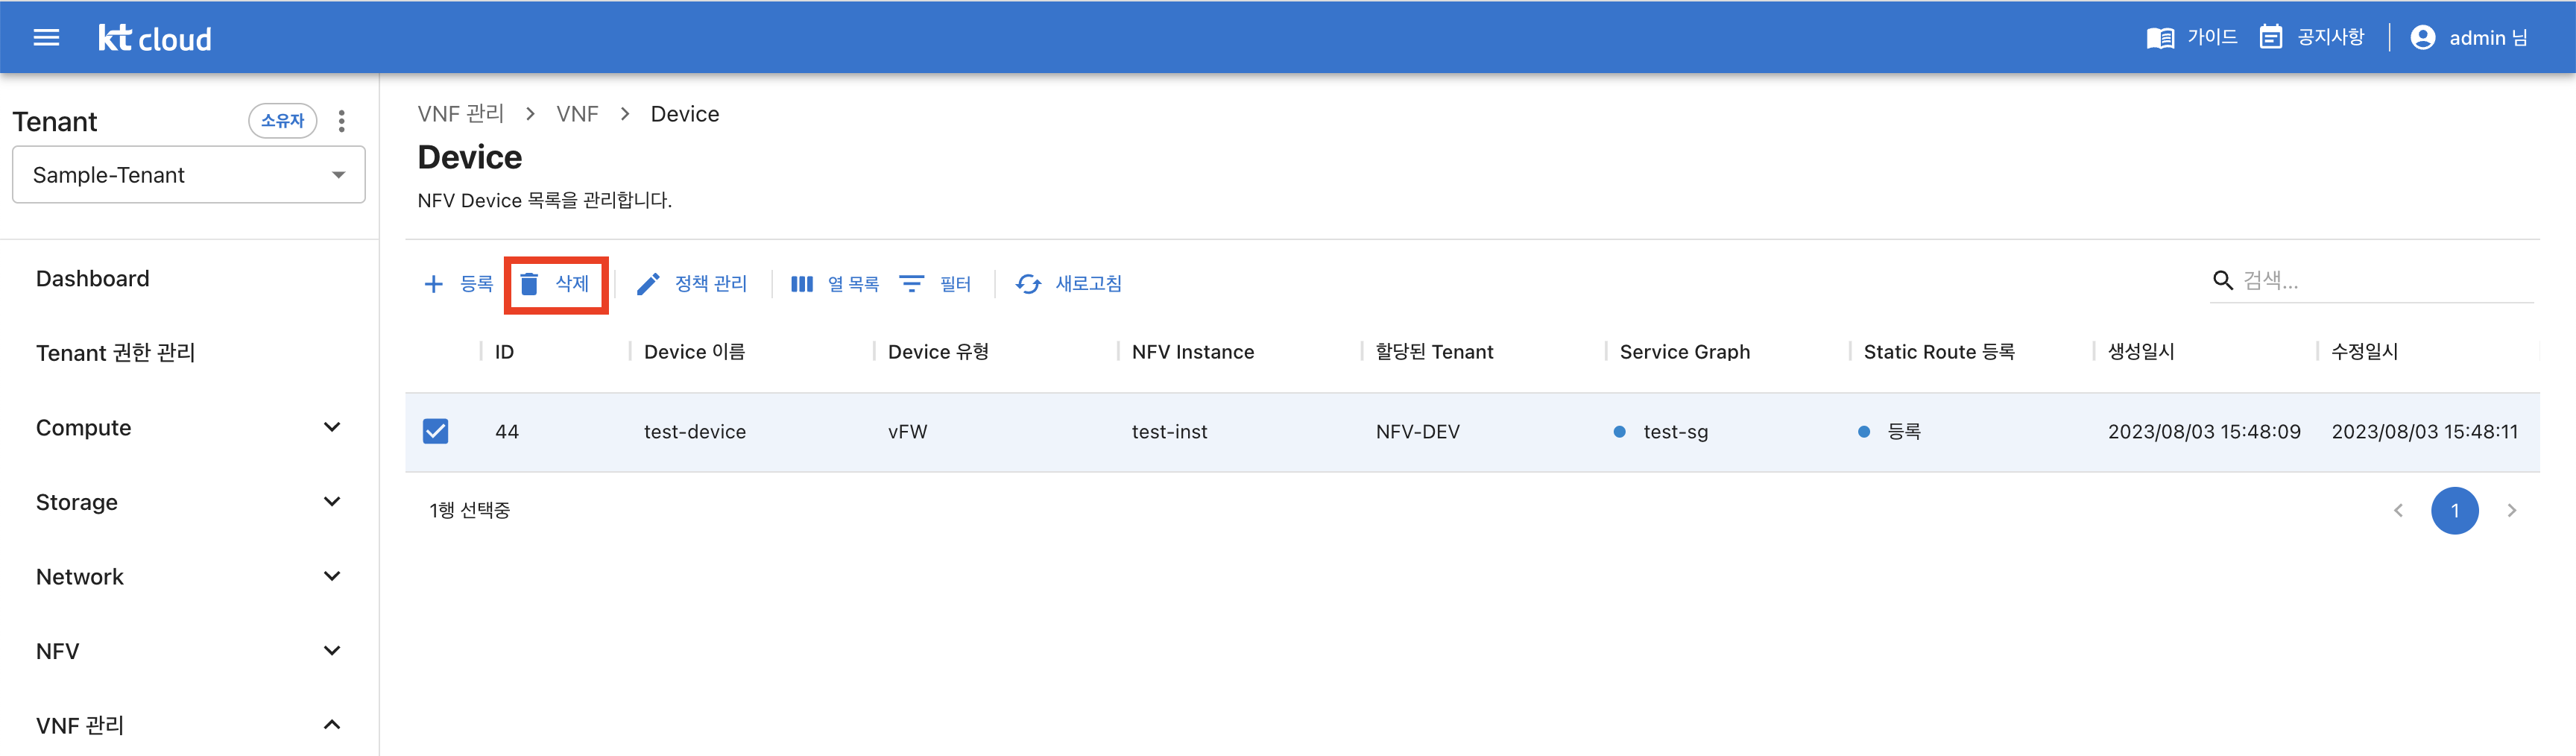 kt cloud
가이드 공지사항 admin 님
Tenant 소유자
Sample-Tenant
Dashboard
Tenant 권한 관리
Compute
Storage
Network
NFV
VNF 관리
VNF 관리 > VNF > Device
Device
NFV Device 목록을 관리합니다.
등록 삭제 정책 관리 열 목록 필터 새로고침 검색...
ID Device 이름 Device 유형 NFV Instance 할당된 Tenant Service Graph Static Route 등록 생성일시 수정일시
44 test-device vFW test-inst NFV-DEV test-sg 등록 2023/08/03 15:48:09 2023/08/03 15:48:11
1행 선택중 1